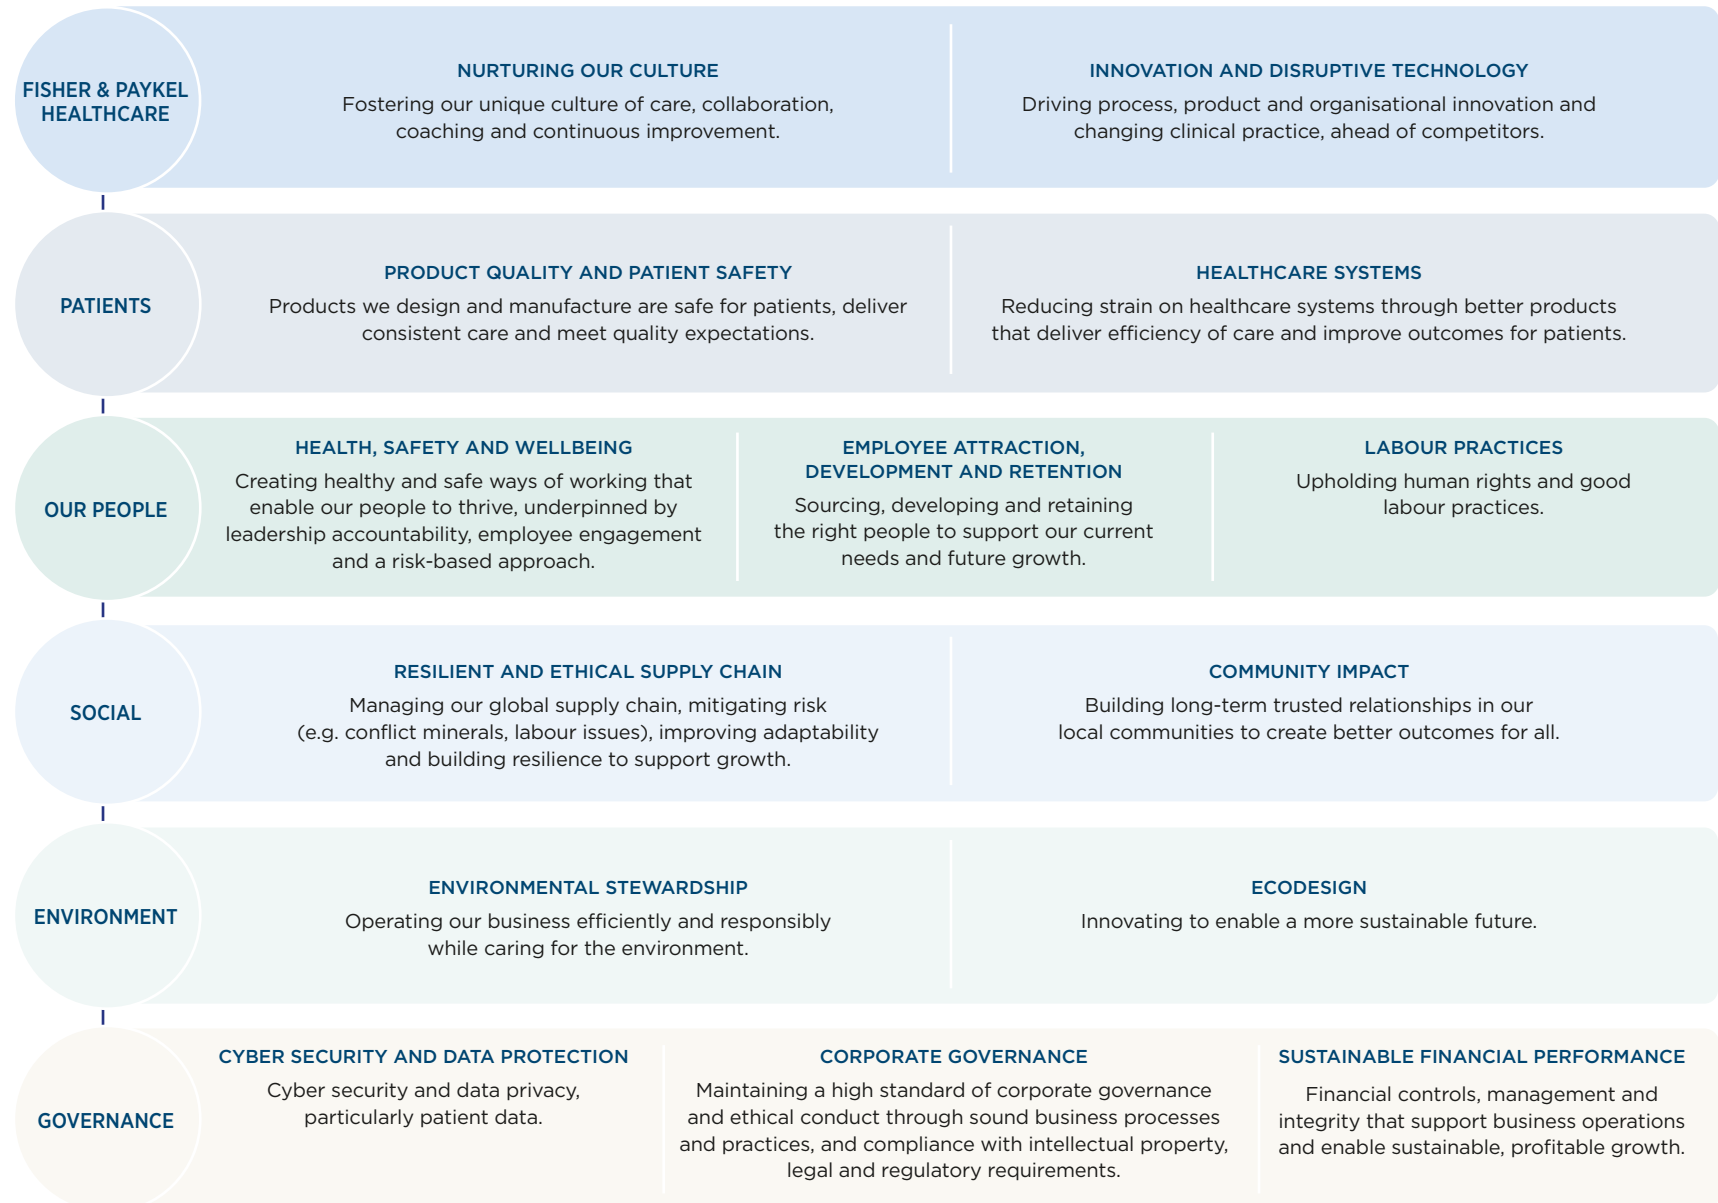 FISHER & PAYKEL
HEALTHCARE
NURTURING OUR CULTURE
Fostering our unique culture of care, collaboration,
coaching and continuous improvement.
INNOVATION AND DISRUPTIVE TECHNOLOGY
Driving process, product and organisational innovation and
changing clinical practice, ahead of competitors.
PATIENTS
PRODUCT QUALITY AND PATIENT SAFETY
Products we design and manufacture are safe for patients, deliver
consistent care and meet quality expectations.
HEALTHCARE SYSTEMS
Reducing strain on healthcare systems through better products
that deliver efficiency of care and improve outcomes for patients.
OUR PEOPLE
HEALTH, SAFETY AND WELLBEING
Creating healthy and safe ways of working that
enable our people to thrive, underpinned by
leadership accountability, employee engagement
and a risk-based approach.
EMPLOYEE ATTRACTION,
DEVELOPMENT AND RETENTION
Sourcing, developing and retaining
the right people to support our current
needs and future growth.
LABOUR PRACTICES
Upholding human rights and good
labour practices.
SOCIAL
RESILIENT AND ETHICAL SUPPLY CHAIN
Managing our global supply chain, mitigating risk
(e.g. conflict minerals, labour issues), improving adaptability
and building resilience to support growth.
COMMUNITY IMPACT
Building long-term trusted relationships in our
local communities to create better outcomes for all.
ENVIRONMENT
ENVIRONMENTAL STEWARDSHIP
Operating our business efficiently and responsibly
while caring for the environment.
ECODESIGN
Innovating to enable a more sustainable future.
GOVERNANCE
CYBER SECURITY AND DATA PROTECTION
Cyber security and data privacy,
particularly patient data.
CORPORATE GOVERNANCE
Maintaining a high standard of corporate governance
and ethical conduct through sound business processes
and practices, and compliance with intellectual property,
legal and regulatory requirements.
SUSTAINABLE FINANCIAL PERFORMANCE
Financial controls, management and
integrity that support business operations
and enable sustainable, profitable growth.